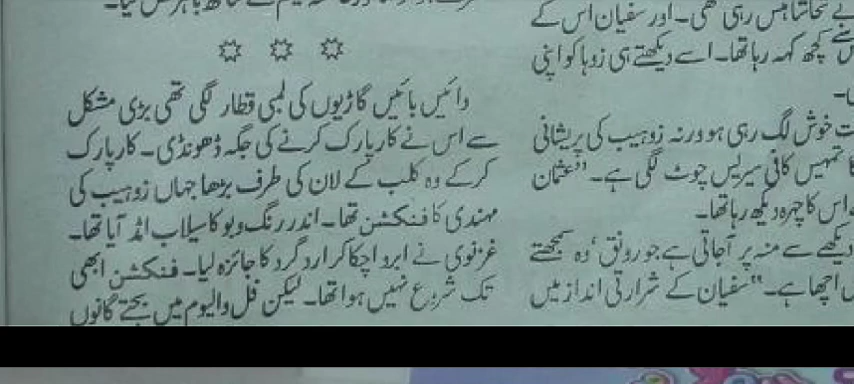 بے تحاشا ہنس رہی تھی۔ اور سفیان اس کے
کچھ کہہ رہا تھا۔ اسے دیکھتے ہی زوہا کو اپنی
خوش لگ رہی ہو ورنہ زوہیب کی پریشانی
تمہیں کافی سیریس چوٹ لگی ہے۔" عثمان
اس کا چہرہ دیکھ رہا تھا۔
دیکھے سے منہ پر آجاتی ہے جو رونق، وہ سمجھتے
اچھا ہے۔" سفیان کے شرارتی انداز میں
دائیں بائیں گاڑیوں کی لمبی قطار لگی تھی بڑی مشکل
سے اس نے کار پارک کرنے کی جگہ ڈھونڈی۔ کار پارک
کرکے وہ کلب کے لان کی طرف بڑھا جہاں زوہیب کی
مہندی کا فنکشن تھا۔ اندر رنگ و بو کا سیلاب امڈ آیا تھا۔
غزنوی نے ابرو اچکا کر ارد گرد کا جائزہ لیا۔ فنکشن ابھی
تک شروع نہیں ہوا تھا۔ لیکن فل والیوم میں بجتے گانوں